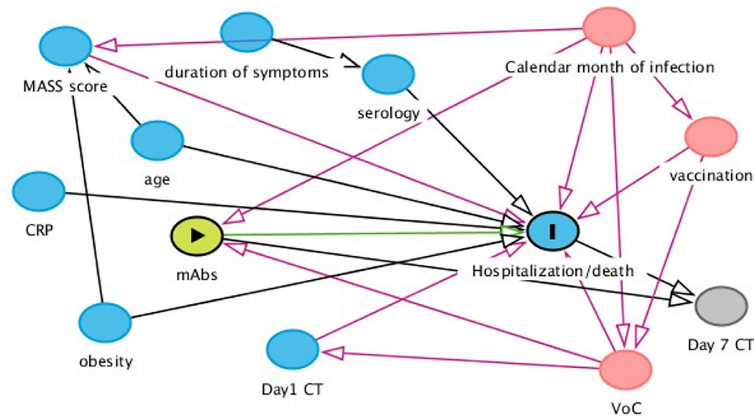 Calendar month of infection
duration of symptoms
MASS score
serology
age
vaccination
CRP
mAbs
Hospitalization/death
Day 7 CT
obesity
Day1 CT
VoC